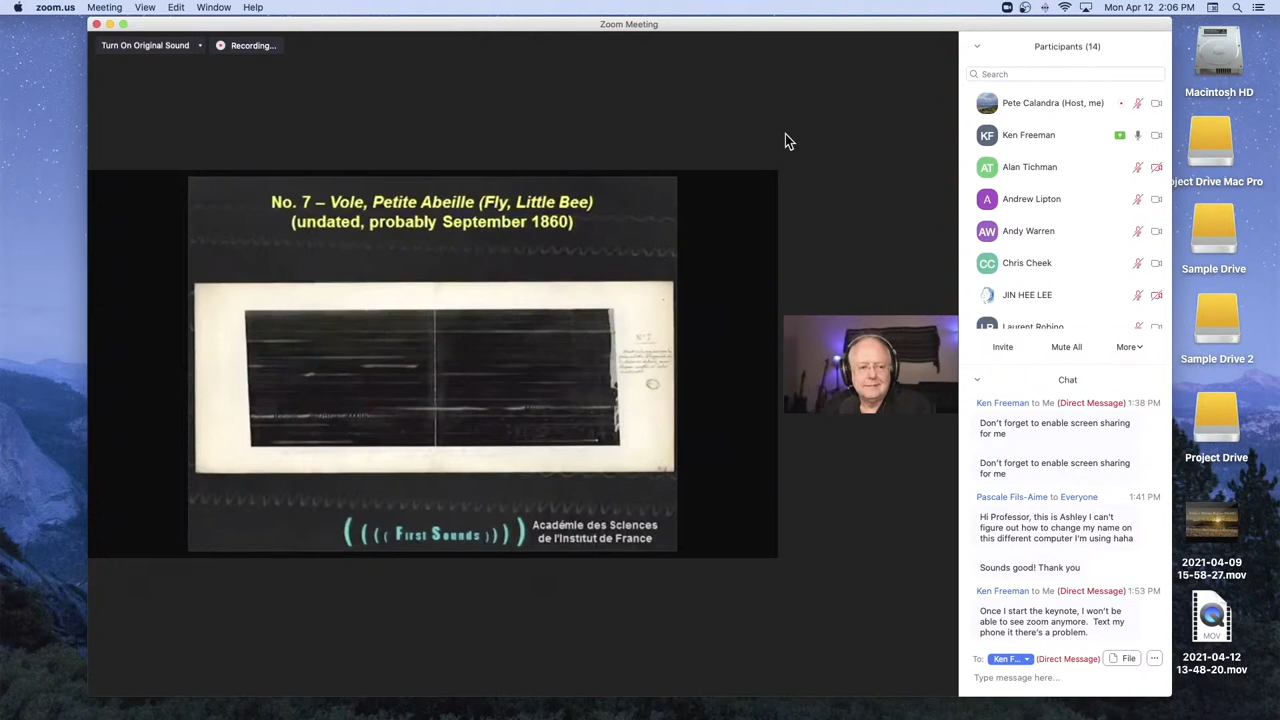 zoom.us Meeting View Edit Window Help
Mon Apr 12 2:06 PM
Zoom Meeting
Turn On Original Sound
Recording...
No. 7 – Vole, Petite Abeille (Fly, Little Bee)
(undated, probably September 1860)
(((( First Sounds ))))
Académie des Sciences
de l'Institut de France
Participants (14)
Search
Pete Calandra (Host, me)
KF Ken Freeman
AT Alan Tichman
A Andrew Lipton
AW Andy Warren
CC Chris Cheek
JIN HEE LEE
LR Laurent Robino
Invite Mute All More
Chat
Ken Freeman to Me (Direct Message) 1:38 PM
Don't forget to enable screen sharing
for me
Don't forget to enable screen sharing
for me
Pascale Fils-Aime to Everyone 1:41 PM
Hi Professor, this is Ashley I can't
figure out how to change my name on
this different computer I'm using haha
Sounds good! Thank you
Ken Freeman to Me (Direct Message) 1:53 PM
Once I start the keynote, I won't be
able to see zoom anymore. Text my
phone it there's a problem.
To: Ken F... (Direct Message) File ...
Type message here...
Macintosh HD
oject Drive Mac Pro
Sample Drive
Sample Drive 2
Project Drive
2021-04-09
15-58-27.mov
MOV
2021-04-12
13-48-20.mov